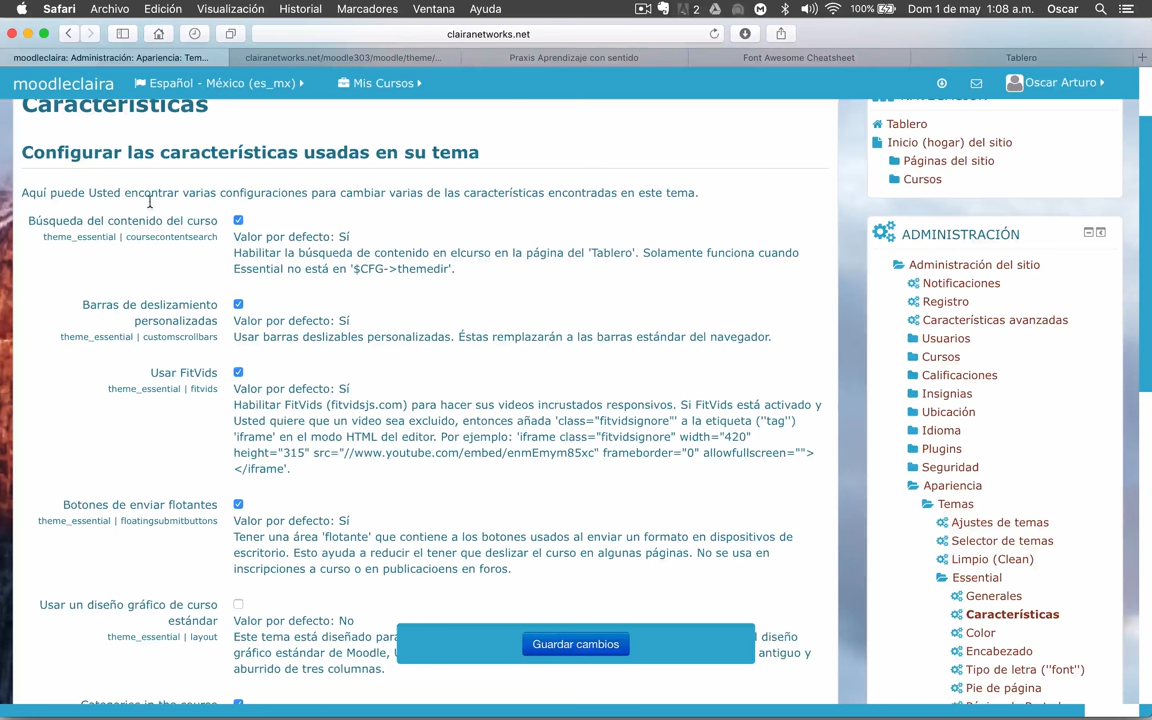 Safari Archivo Edición Visualización Historial Marcadores Ventana Ayuda 2 100% Dom 1 de may 1:08 a.m. Oscar
clairanetworks.net
moodleclaira: Administración: Apariencia: Tem... clairanetworks.net/moodle303/moodle/theme/... Praxis Aprendizaje con sentido Font Awesome Cheatsheet Tablero
moodleclaira Español - México (es_mx) Mis Cursos Oscar Arturo
Características
Configurar las características usadas en su tema
Aquí puede Usted encontrar varias configuraciones para cambiar varias de las características encontradas en este tema.
Búsqueda del contenido del curso
theme_essential | coursecontentsearch
Valor por defecto: Sí
Habilitar la búsqueda de contenido en elcurso en la página del 'Tablero'. Solamente funciona cuando
Essential no está en '$CFG->themedir'.
Barras de deslizamiento
personalizadas
theme_essential | customscrollbars
Valor por defecto: Sí
Usar barras deslizables personalizadas. Éstas remplazarán a las barras estándar del navegador.
Usar FitVids
theme_essential | fitvids
Valor por defecto: Sí
Habilitar FitVids (fitvidsjs.com) para hacer sus videos incrustados responsivos. Si FitVids está activado y
Usted quiere que un video sea excluido, entonces añada 'class="fitvidsignore"' a la etiqueta (''tag'')
'iframe' en el modo HTML del editor. Por ejemplo: 'iframe class="fitvidsignore" width="420"
height="315" src="//www.youtube.com/embed/enmEmym85xc" frameborder="0" allowfullscreen="">
</iframe'.
Botones de enviar flotantes
theme_essential | floatingsubmitbuttons
Valor por defecto: Sí
Tener una área 'flotante' que contiene a los botones usados al enviar un formato en dispositivos de
escritorio. Esto ayuda a reducir el tener que deslizar el curso en algunas páginas. No se usa en
inscripciones a curso o en publicacioens en foros.
Usar un diseño gráfico de curso
estándar
theme_essential | layout
Valor por defecto: No
Este tema está diseñado para
gráfico estándar de Moodle,
aburrido de tres columnas.
l diseño
antiguo y
Guardar cambios
Categories in the course
NAVEGACIÓN
Tablero
Inicio (hogar) del sitio
Páginas del sitio
Cursos
ADMINISTRACIÓN
Administración del sitio
Notificaciones
Registro
Características avanzadas
Usuarios
Cursos
Calificaciones
Insignias
Ubicación
Idioma
Plugins
Seguridad
Apariencia
Temas
Ajustes de temas
Selector de temas
Limpio (Clean)
Essential
Generales
Características
Color
Encabezado
Tipo de letra (''font'')
Pie de página